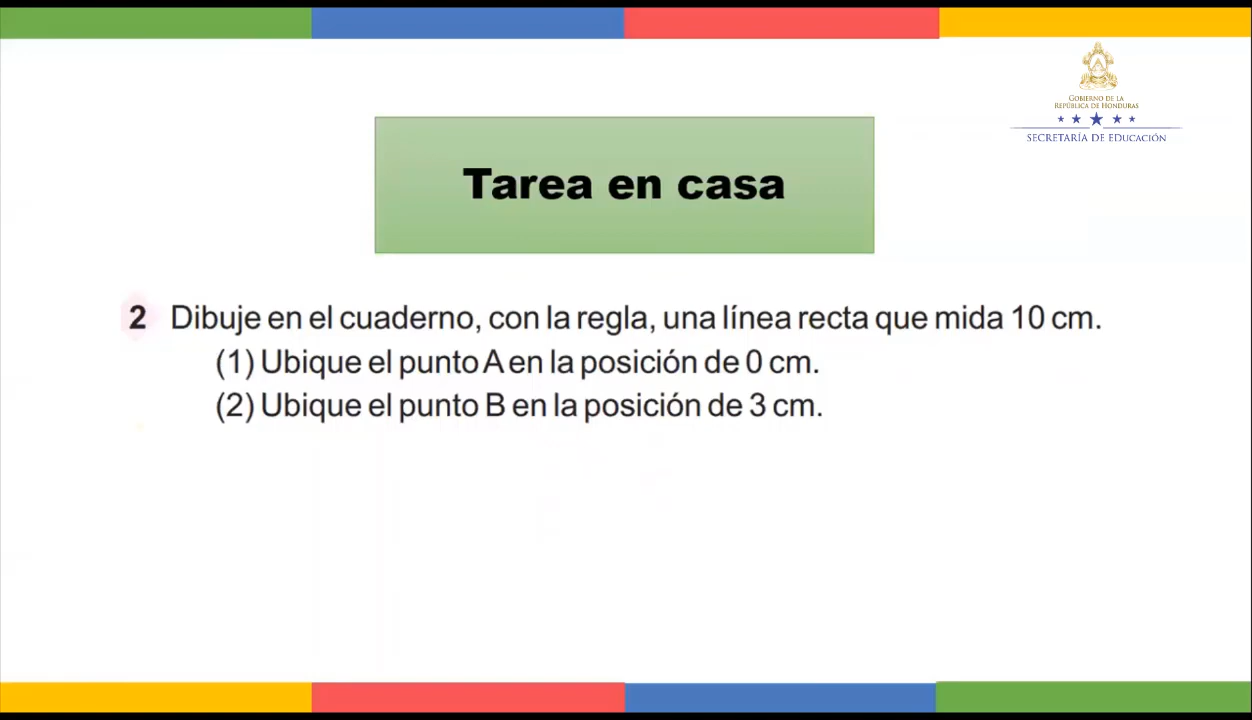 GOBIERNO DE LA
REPÚBLICA DE HONDURAS
SECRETARÍA DE EDUCACIÓN
Tarea en casa
2 Dibuje en el cuaderno, con la regla, una línea recta que mida 10 cm.
(1) Ubique el punto A en la posición de 0 cm.
(2) Ubique el punto B en la posición de 3 cm.